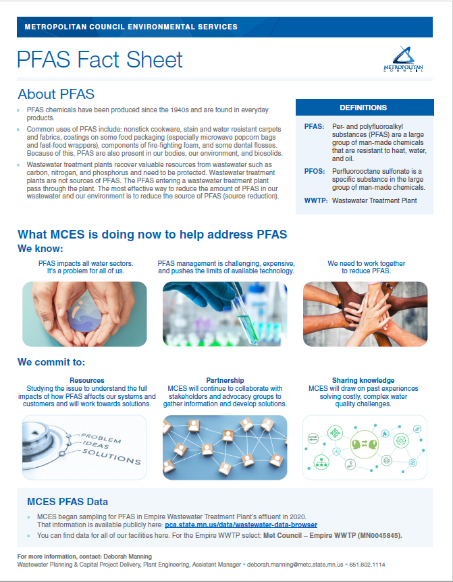 METROPOLITAN COUNCIL ENVIRONMENTAL SERVICES
PFAS Fact Sheet
METROPOLITAN
COUNCIL
About PFAS
• PFAS chemicals have been produced since the 1940s and are found in everyday
products.
• Common uses of PFAS include: nonstick cookware, stain and water resistant carpets
and fabrics, coatings on some food packaging (especially microwave popcorn bags
and fast-food wrappers), components of fire-fighting foam, and some dental flosses.
Because of this, PFAS are also present in our bodies, our environment, and biosolids.
• Wastewater treatment plants recover valuable resources from wastewater such as
carbon, nitrogen, and phosphorus and need to be protected. Wastewater treatment
plants are not sources of PFAS. The PFAS entering a wastewater treatment plant
pass through the plant. The most effective way to reduce the amount of PFAS in our
wastewater and our environment is to reduce the source of PFAS (source reduction).
DEFINITIONS
PFAS: Per- and polyfluoroalkyl
substances (PFAS) are a large
group of man-made chemicals
that are resistant to heat, water,
and oil.
PFOS: Perfluorooctane sulfonate is a
specific substance in the large
group of man-made chemicals.
WWTP: Wastewater Treatment Plant
What MCES is doing now to help address PFAS
We know:
PFAS impacts all water sectors.
It's a problem for all of us.
PFAS management is challenging, expensive,
and pushes the limits of available technology.
We need to work together
to reduce PFAS.
We commit to:
Resources
Studying the issue to understand the full
impacts of how PFAS affects our systems and
customers and will work towards solutions.
Partnership
MCES will continue to collaborate with
stakeholders and advocacy groups to
gather information and develop solutions.
Sharing knowledge
MCES will draw on past experiences
solving costly, complex water
quality challenges.
PROBLEM
IDEAS
SOLUTIONS
MCES PFAS Data
• MCES began sampling for PFAS in Empire Wastewater Treatment Plant's effluent in 2020.
That information is available publicly here: pca.state.mn.us/data/wastewater-data-browser
• You can find data for all of our facilities here. For the Empire WWTP select: Met Council – Empire WWTP (MN0045845).
For more information, contact: Deborah Manning
Wastewater Planning & Capital Project Delivery, Plant Engineering, Assistant Manager • deborah.manning@metc.state.mn.us • 651.602.1114